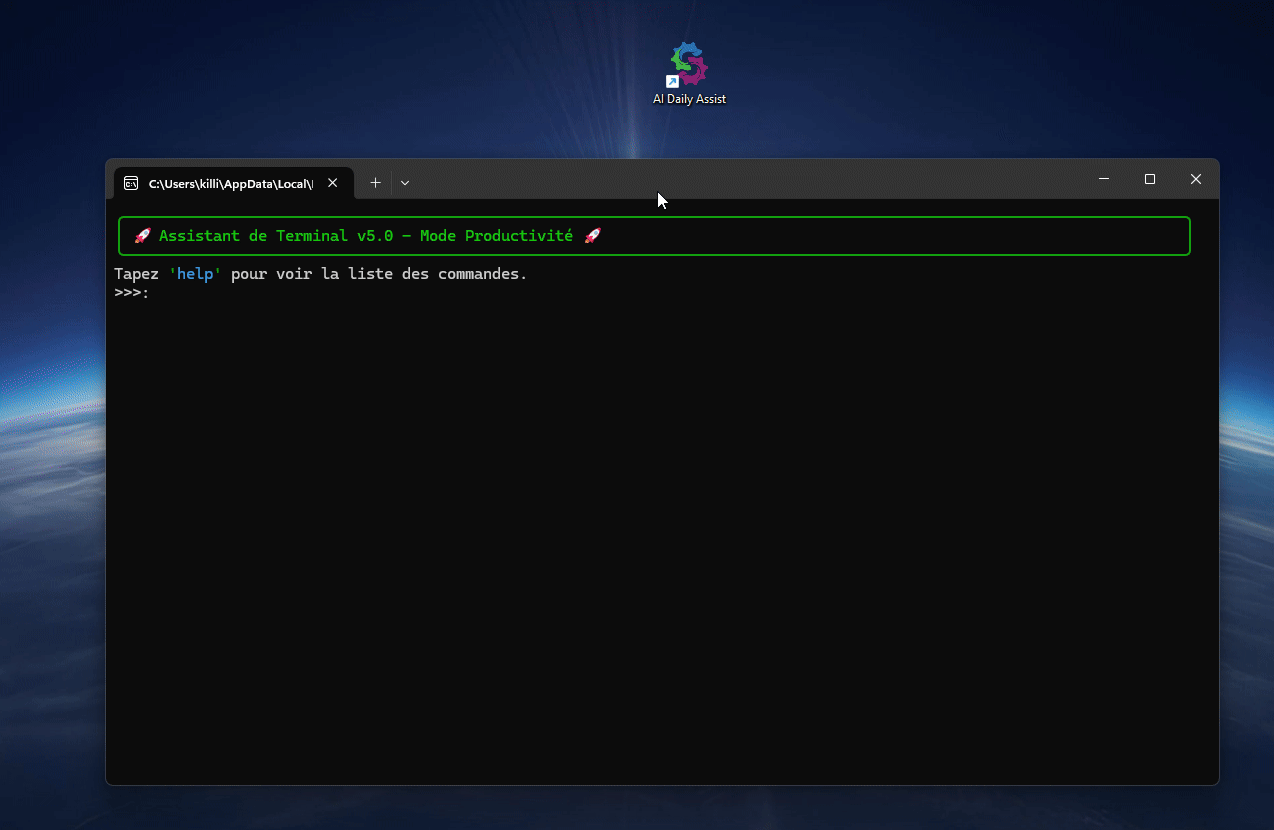 AI Daily Assist
C:\Users\killi\AppData\Local\
🚀 Assistant de Terminal v5.0 - Mode Productivité 🚀
Tapez 'help' pour voir la liste des commandes.
>>>: